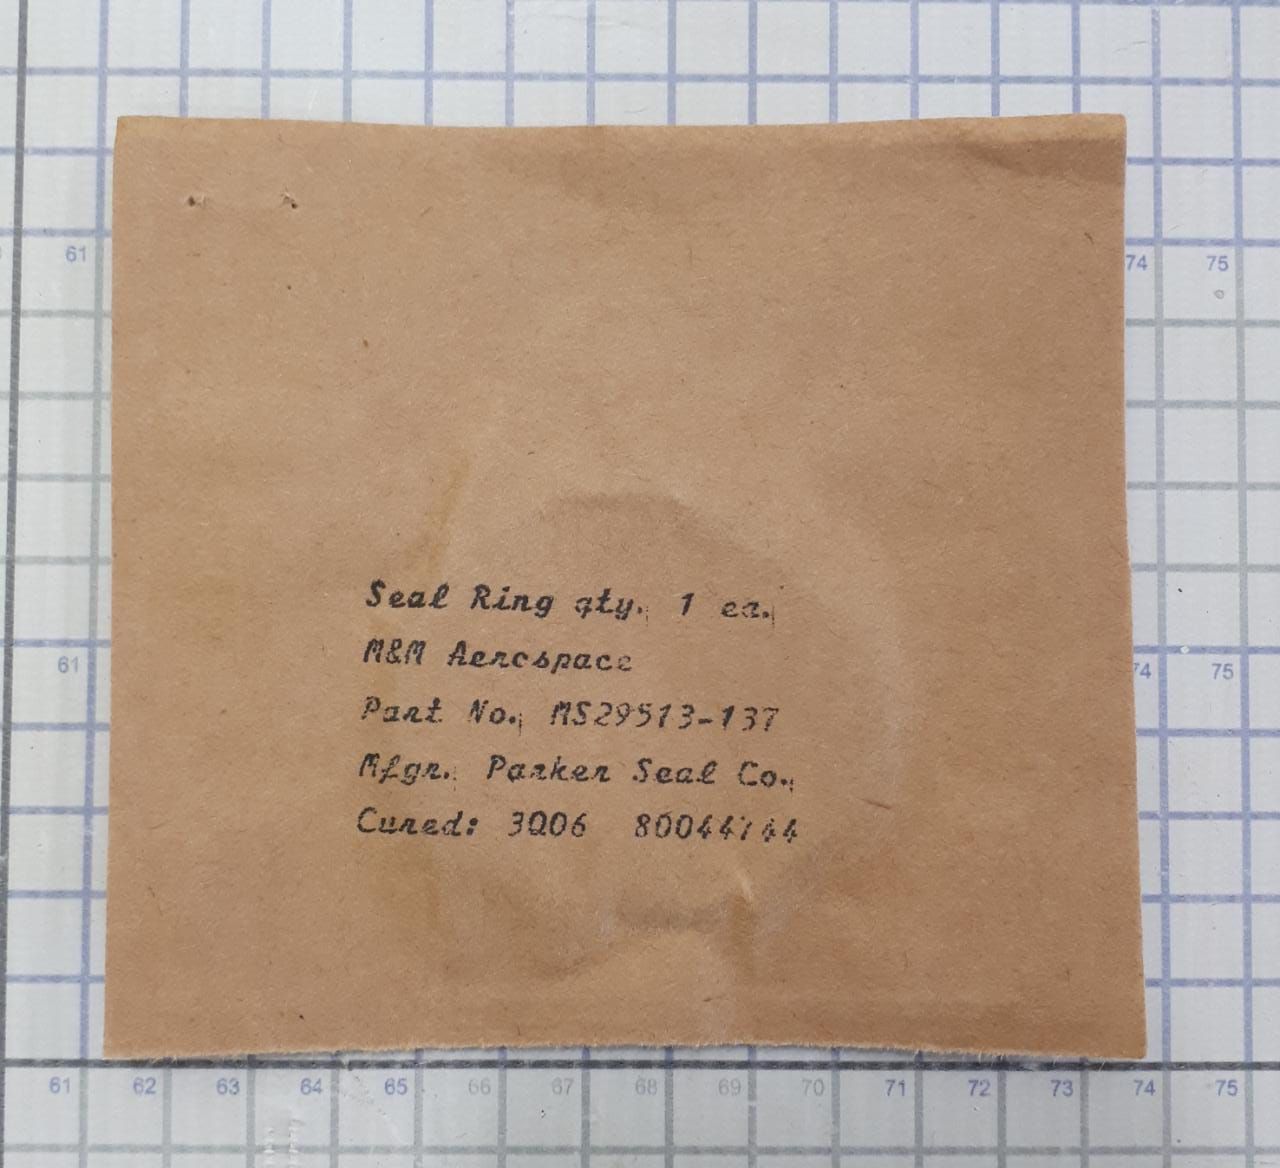 61
74 75
Seal Ring qty. 1 ea.
M&M Aerospace
61
74 75
Part No. MS29513-137
Mfgr. Parker Seal Co.
Cured: 3Q06 80044744
61 62 63 64 65 66 67 68 69 70 71 72 73 74 75